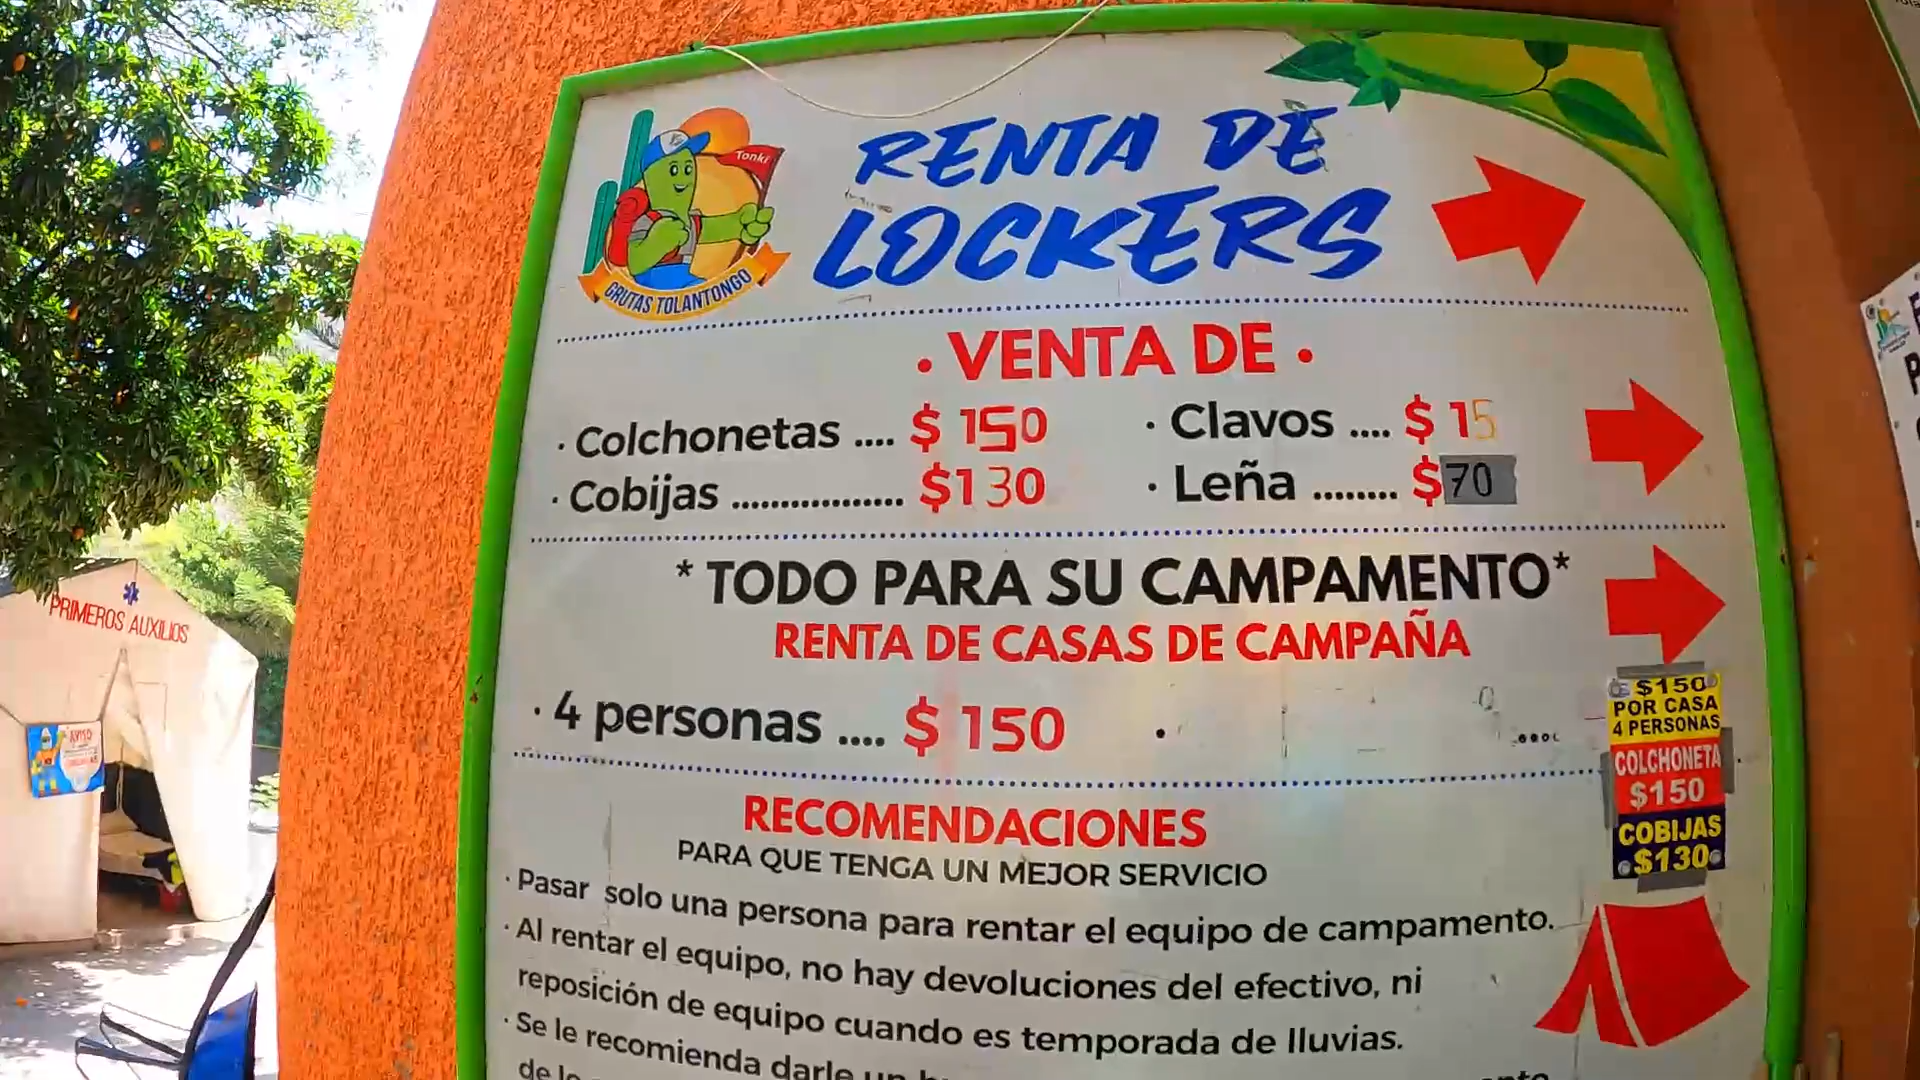 RENTA DE
LOCKERS
Tonki
GRUTAS TOLANTONGO
• VENTA DE •
· Colchonetas .... $ 150
· Clavos .... $ 15
· Cobijas ................ $130
· Leña ........ $70
* TODO PARA SU CAMPAMENTO*
RENTA DE CASAS DE CAMPAÑA
· 4 personas .... $ 150
$150
POR CASA
4 PERSONAS
COLCHONETA
$150
COBIJAS
$130
RECOMENDACIONES
PARA QUE TENGA UN MEJOR SERVICIO
· Pasar solo una persona para rentar el equipo de campamento.
· Al rentar el equipo, no hay devoluciones del efectivo, ni
reposición de equipo cuando es temporada de lluvias.
· Se le recomienda darle un
PRIMEROS AUXILIOS
AVISO